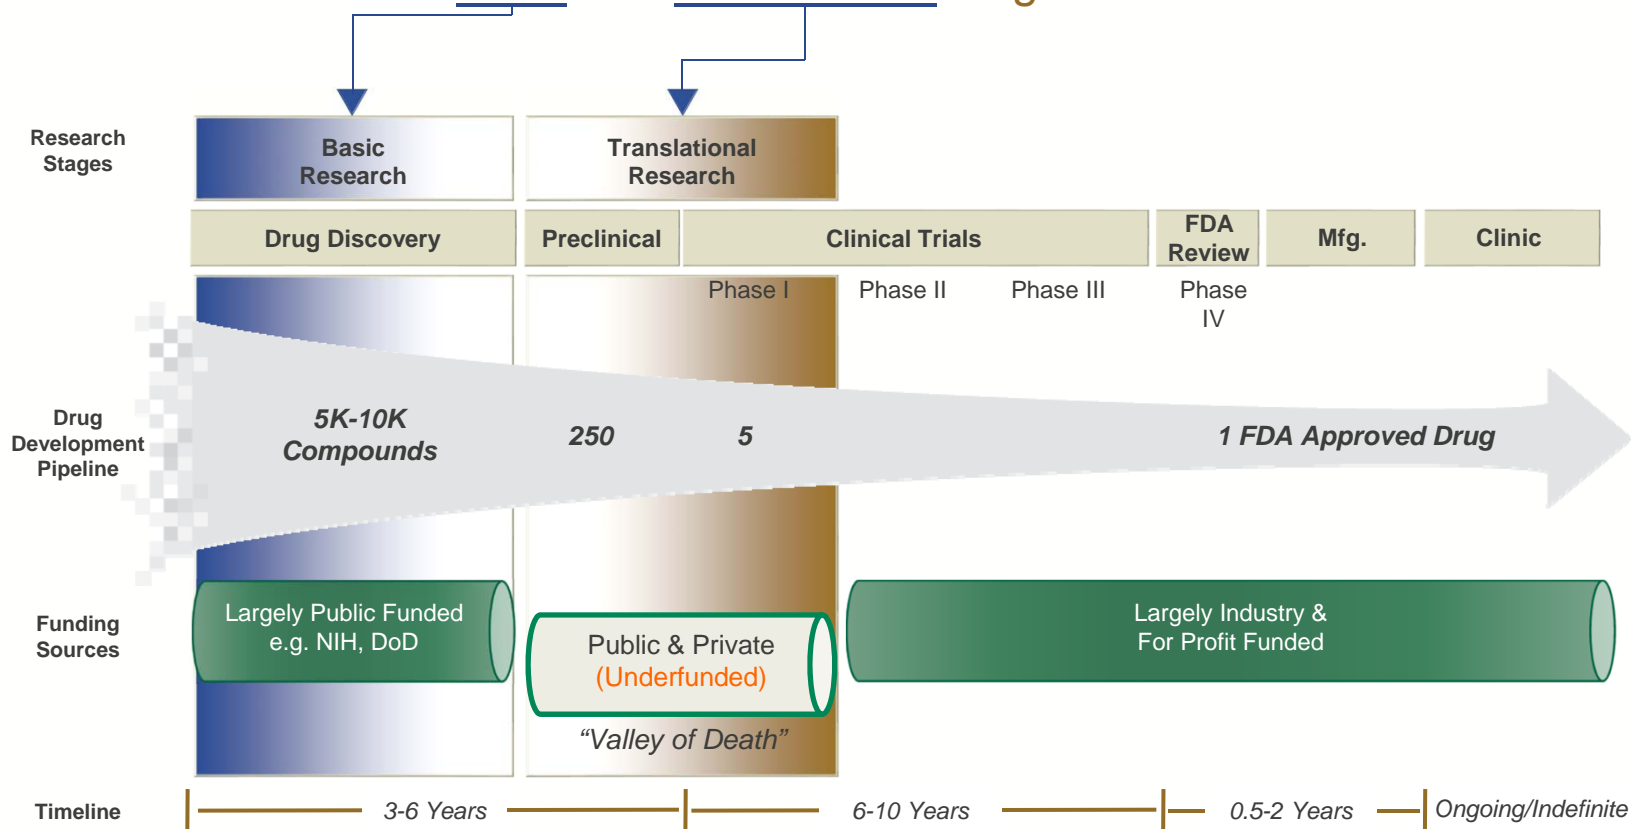 Research
Stages
Basic
Research
Translational
Research
Drug Discovery
Preclinical
Clinical Trials
FDA
Review
Mfg.
Clinic
Phase I
Phase II
Phase III
Phase
IV
Drug
Development
Pipeline
5K-10K
Compounds
250
5
1 FDA Approved Drug
Funding
Sources
Largely Public Funded
e.g. NIH, DoD
Public & Private
(Underfunded)
Largely Industry &
For Profit Funded
“Valley of Death”
Timeline
3-6 Years
6-10 Years
0.5-2 Years
Ongoing/Indefinite